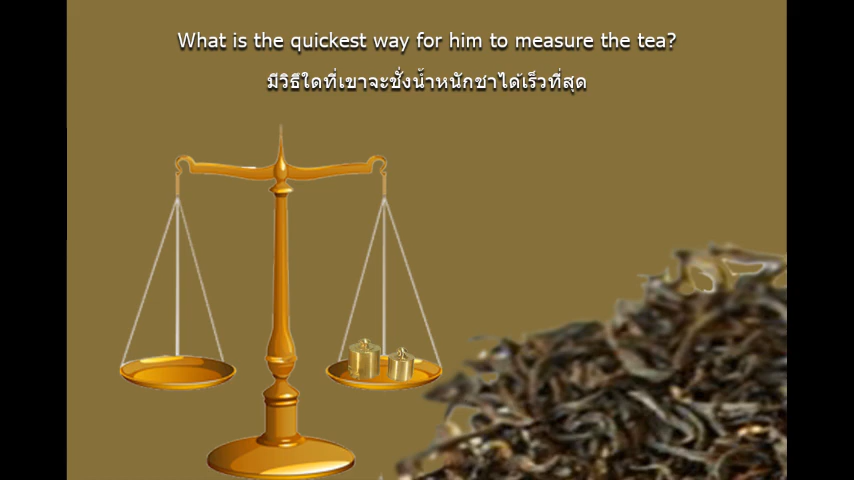 What is the quickest way for him to measure the tea?
มีวิธีใดที่เขาจะชั่งน้ำหนักชาได้เร็วที่สุด